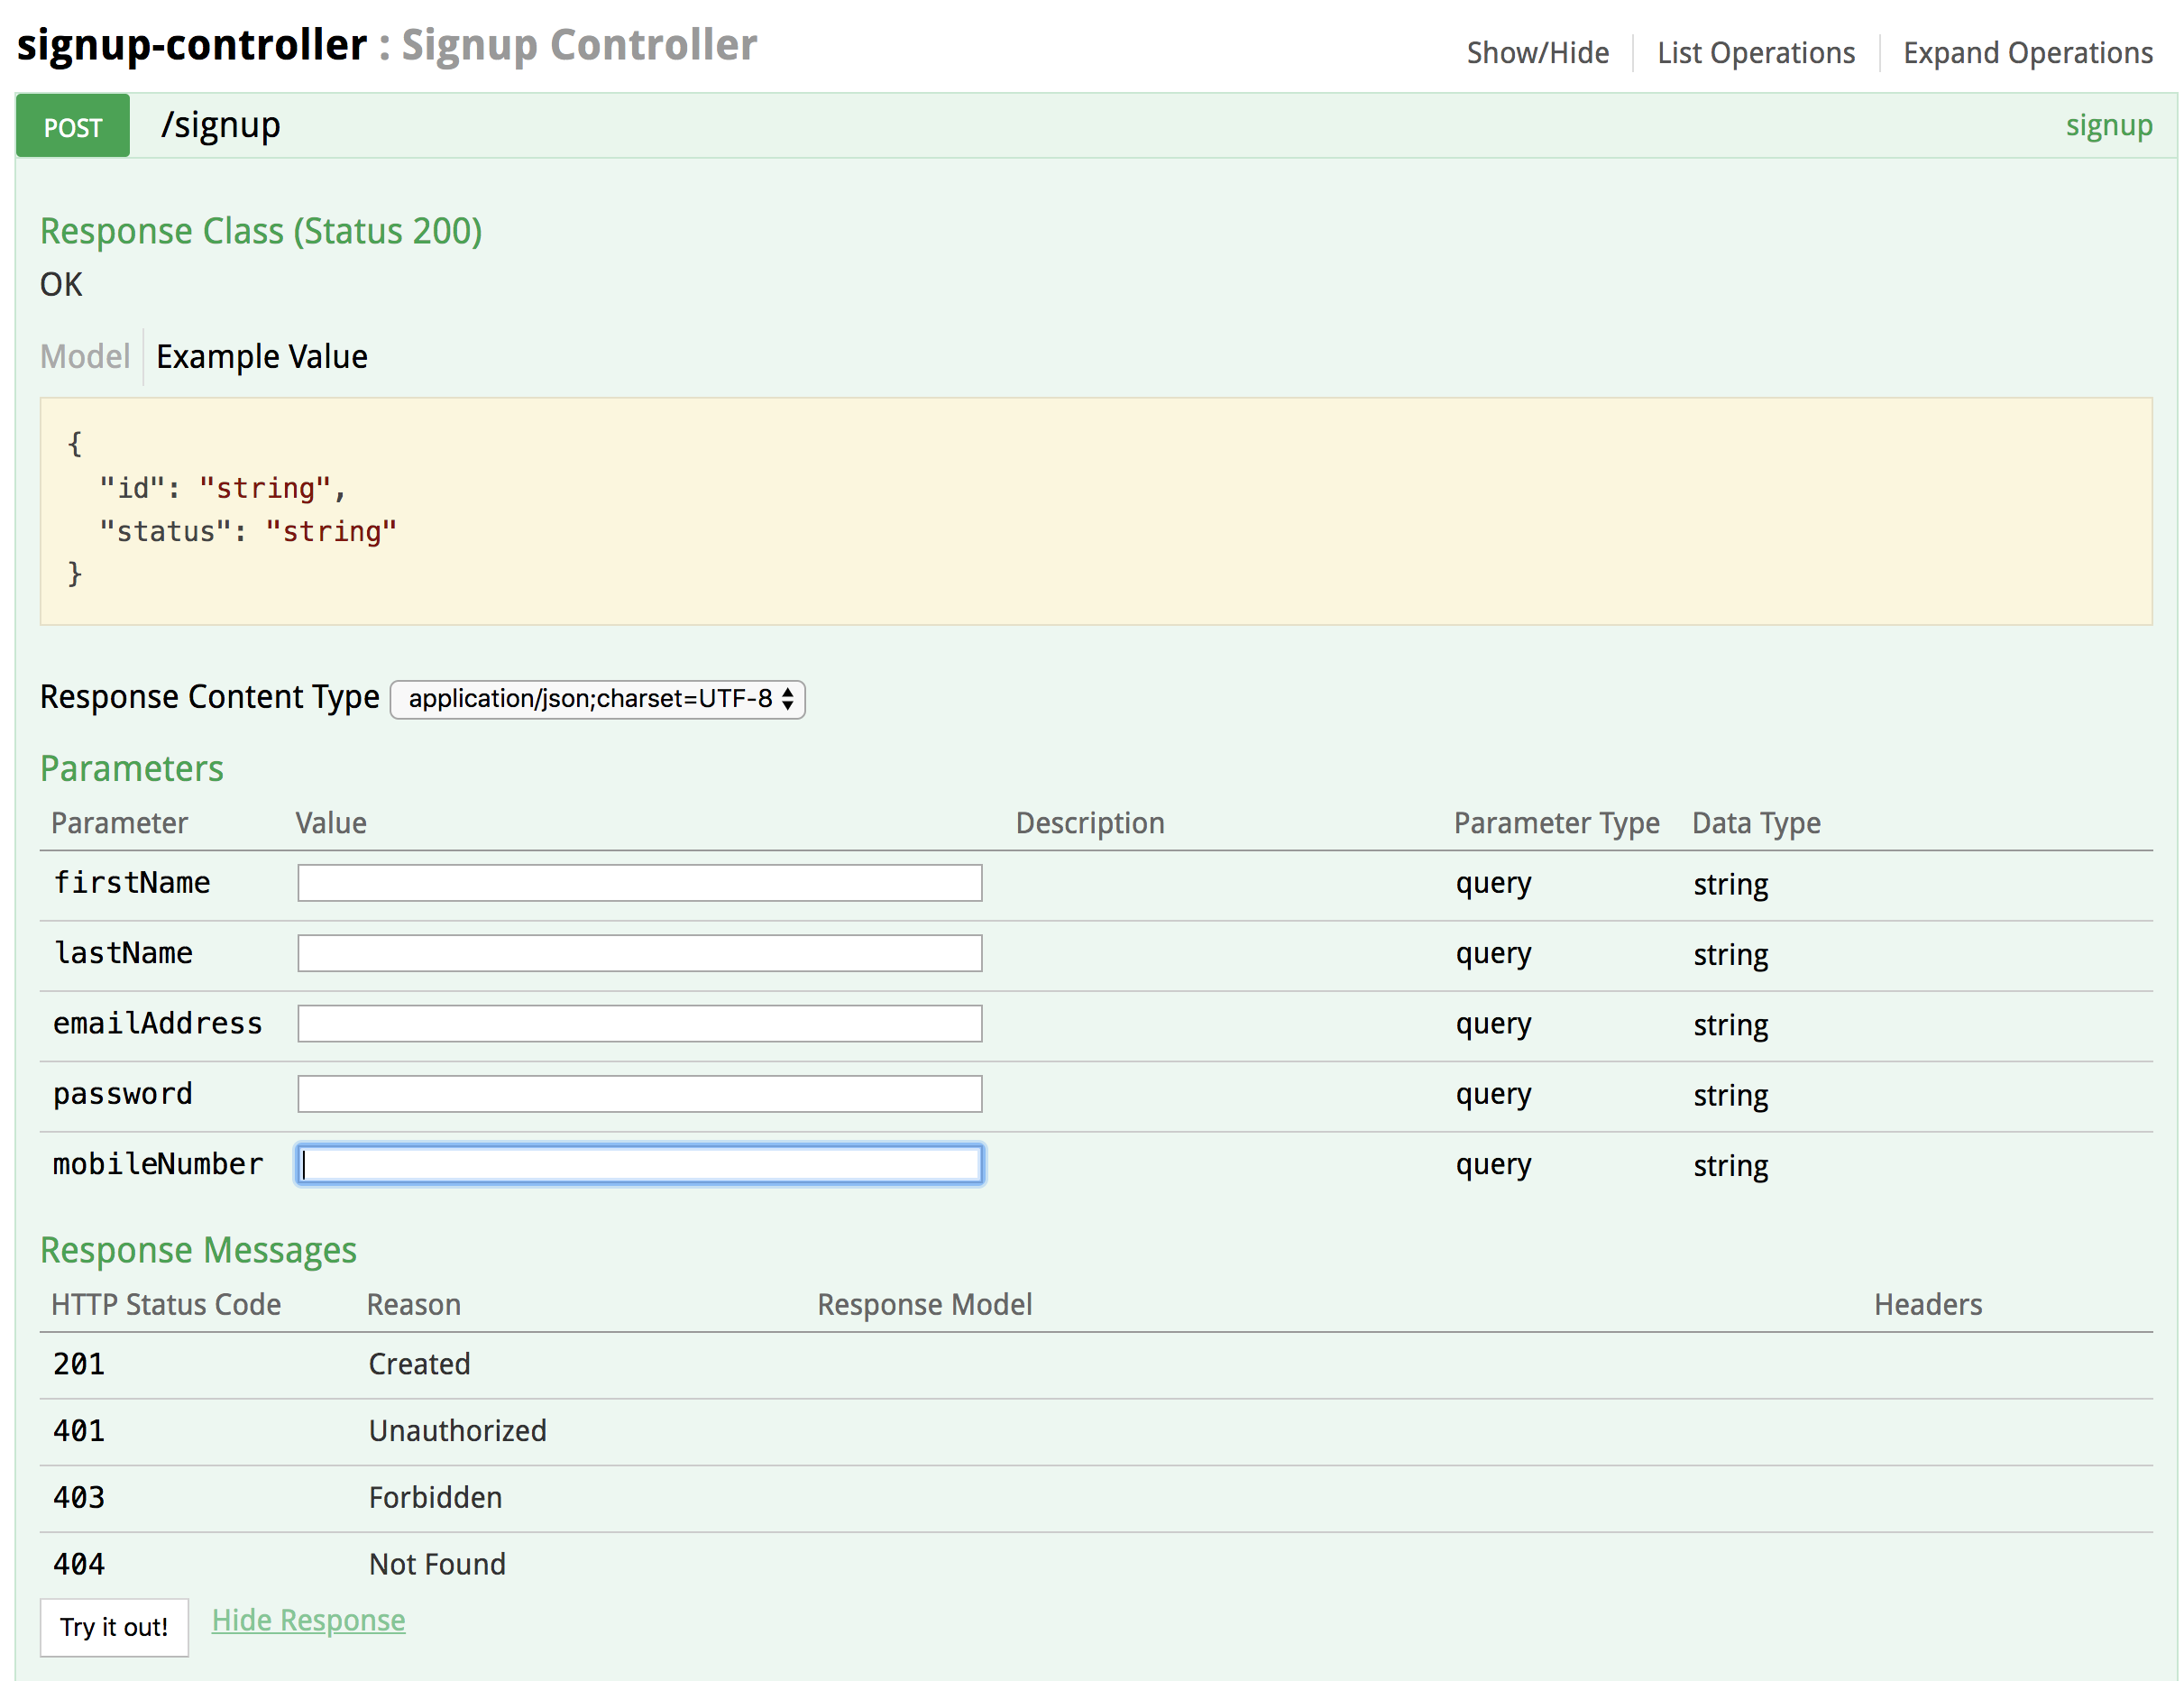 signup-controller : Signup Controller
Show/Hide
List Operations
Expand Operations
POST /signup
signup
Response Class (Status 200)
OK
Model Example Value
{
"id": "string",
"status": "string"
}
Response Content Type application/json;charset=UTF-8
Parameters
Parameter Value Description Parameter Type Data Type
firstName query string
lastName query string
emailAddress query string
password query string
mobileNumber query string
Response Messages
HTTP Status Code Reason Response Model Headers
201 Created
401 Unauthorized
403 Forbidden
404 Not Found
Try it out! Hide Response